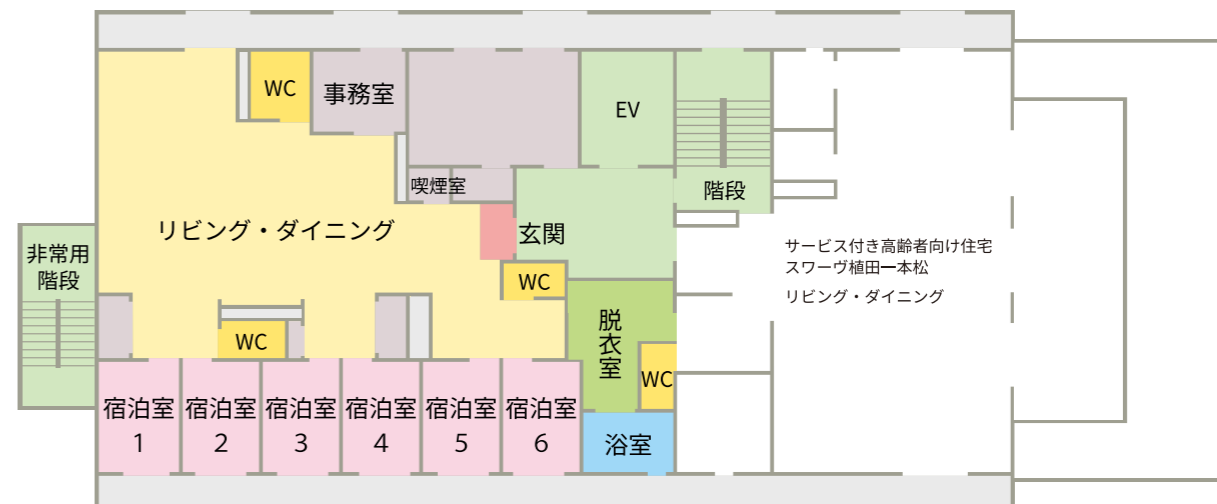 WC
事務室
EV
喫煙室
階段
リビング・ダイニング
玄関
非常用
階段
WC
サービス付き高齢者向け住宅
スワーヴ植田一本松
リビング・ダイニング
脱衣室
WC
WC
宿泊室
1
宿泊室
2
宿泊室
3
宿泊室
4
宿泊室
5
宿泊室
6
浴室